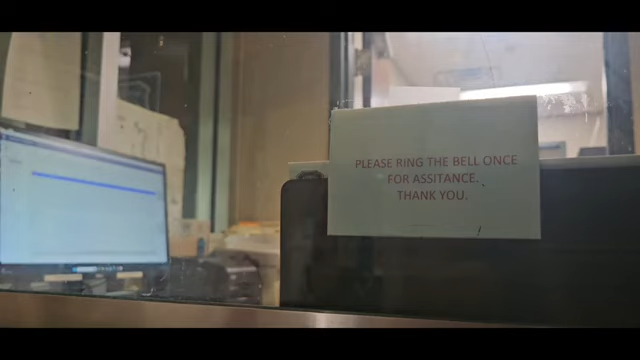 PLEASE RING THE BELL ONCE
FOR ASSITANCE.
THANK YOU.